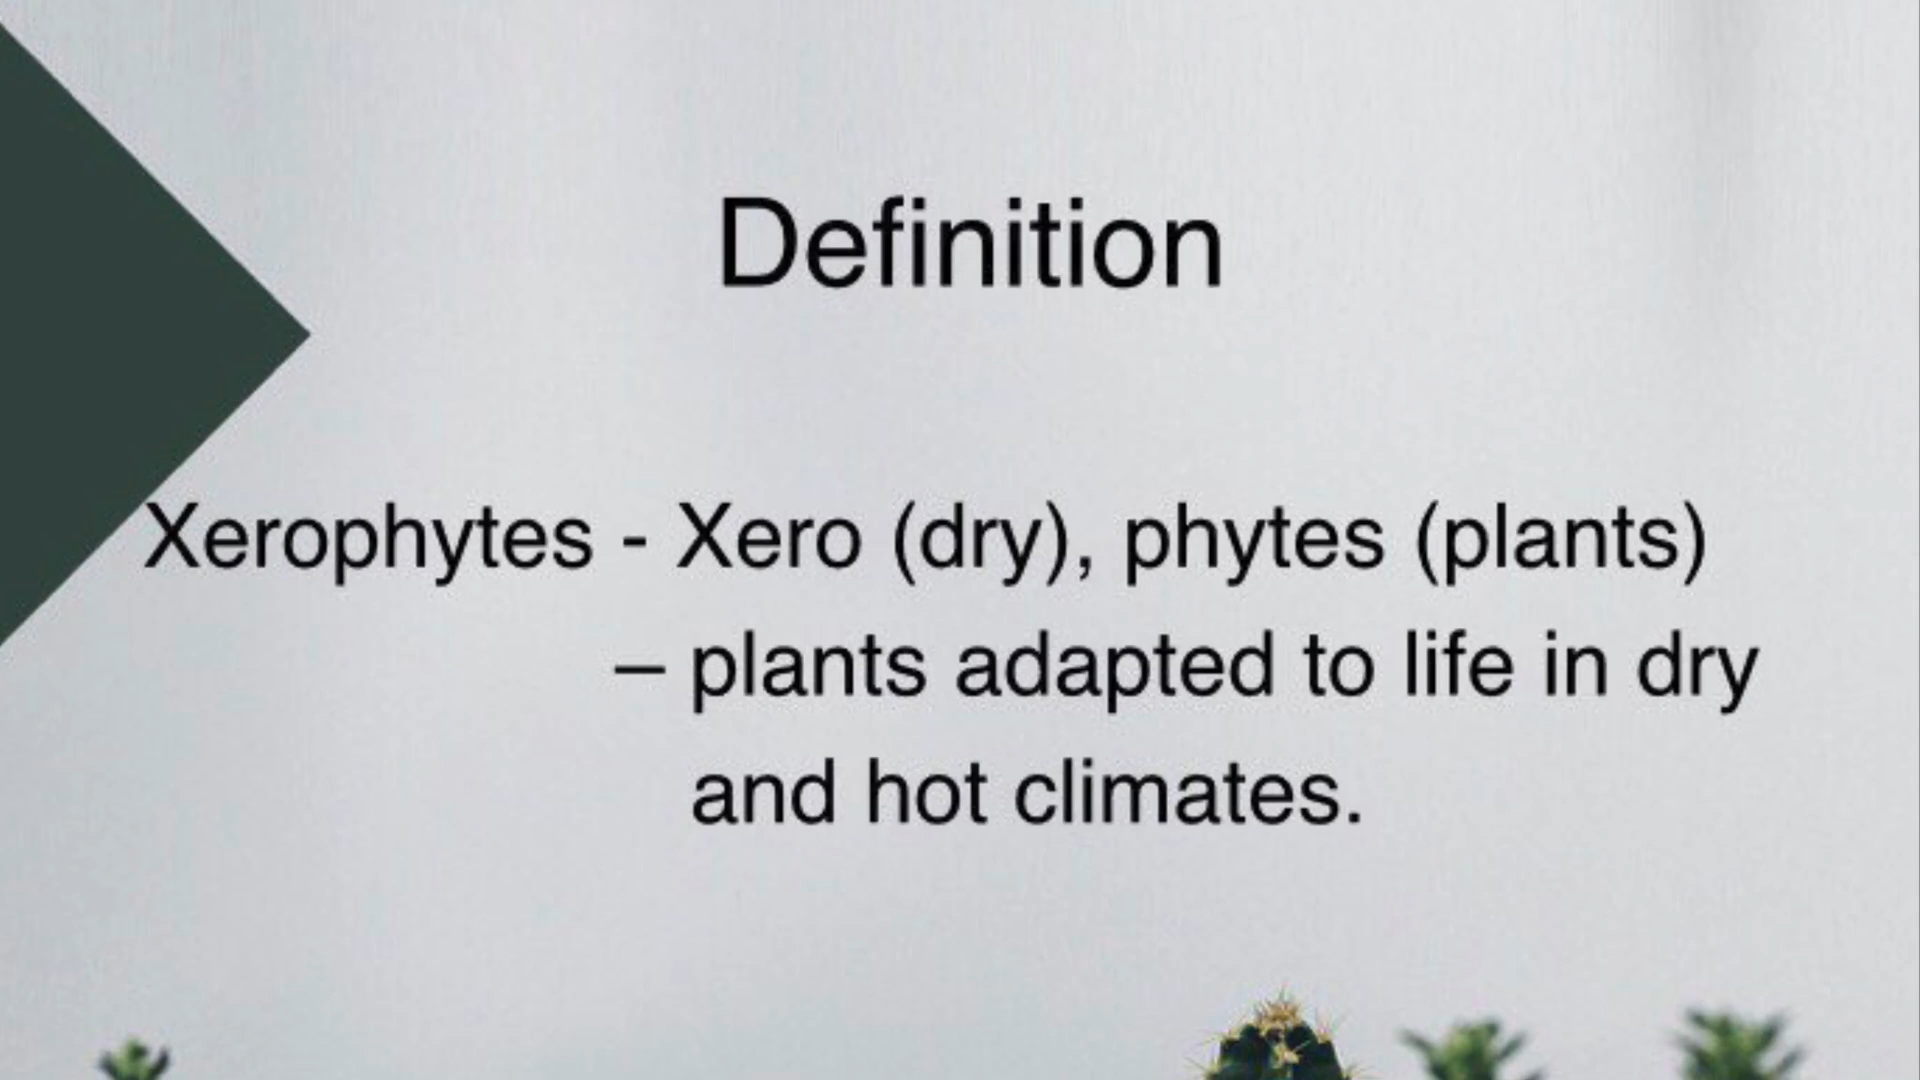 Definition
Xerophytes - Xero (dry), phytes (plants)
– plants adapted to life in dry
and hot climates.